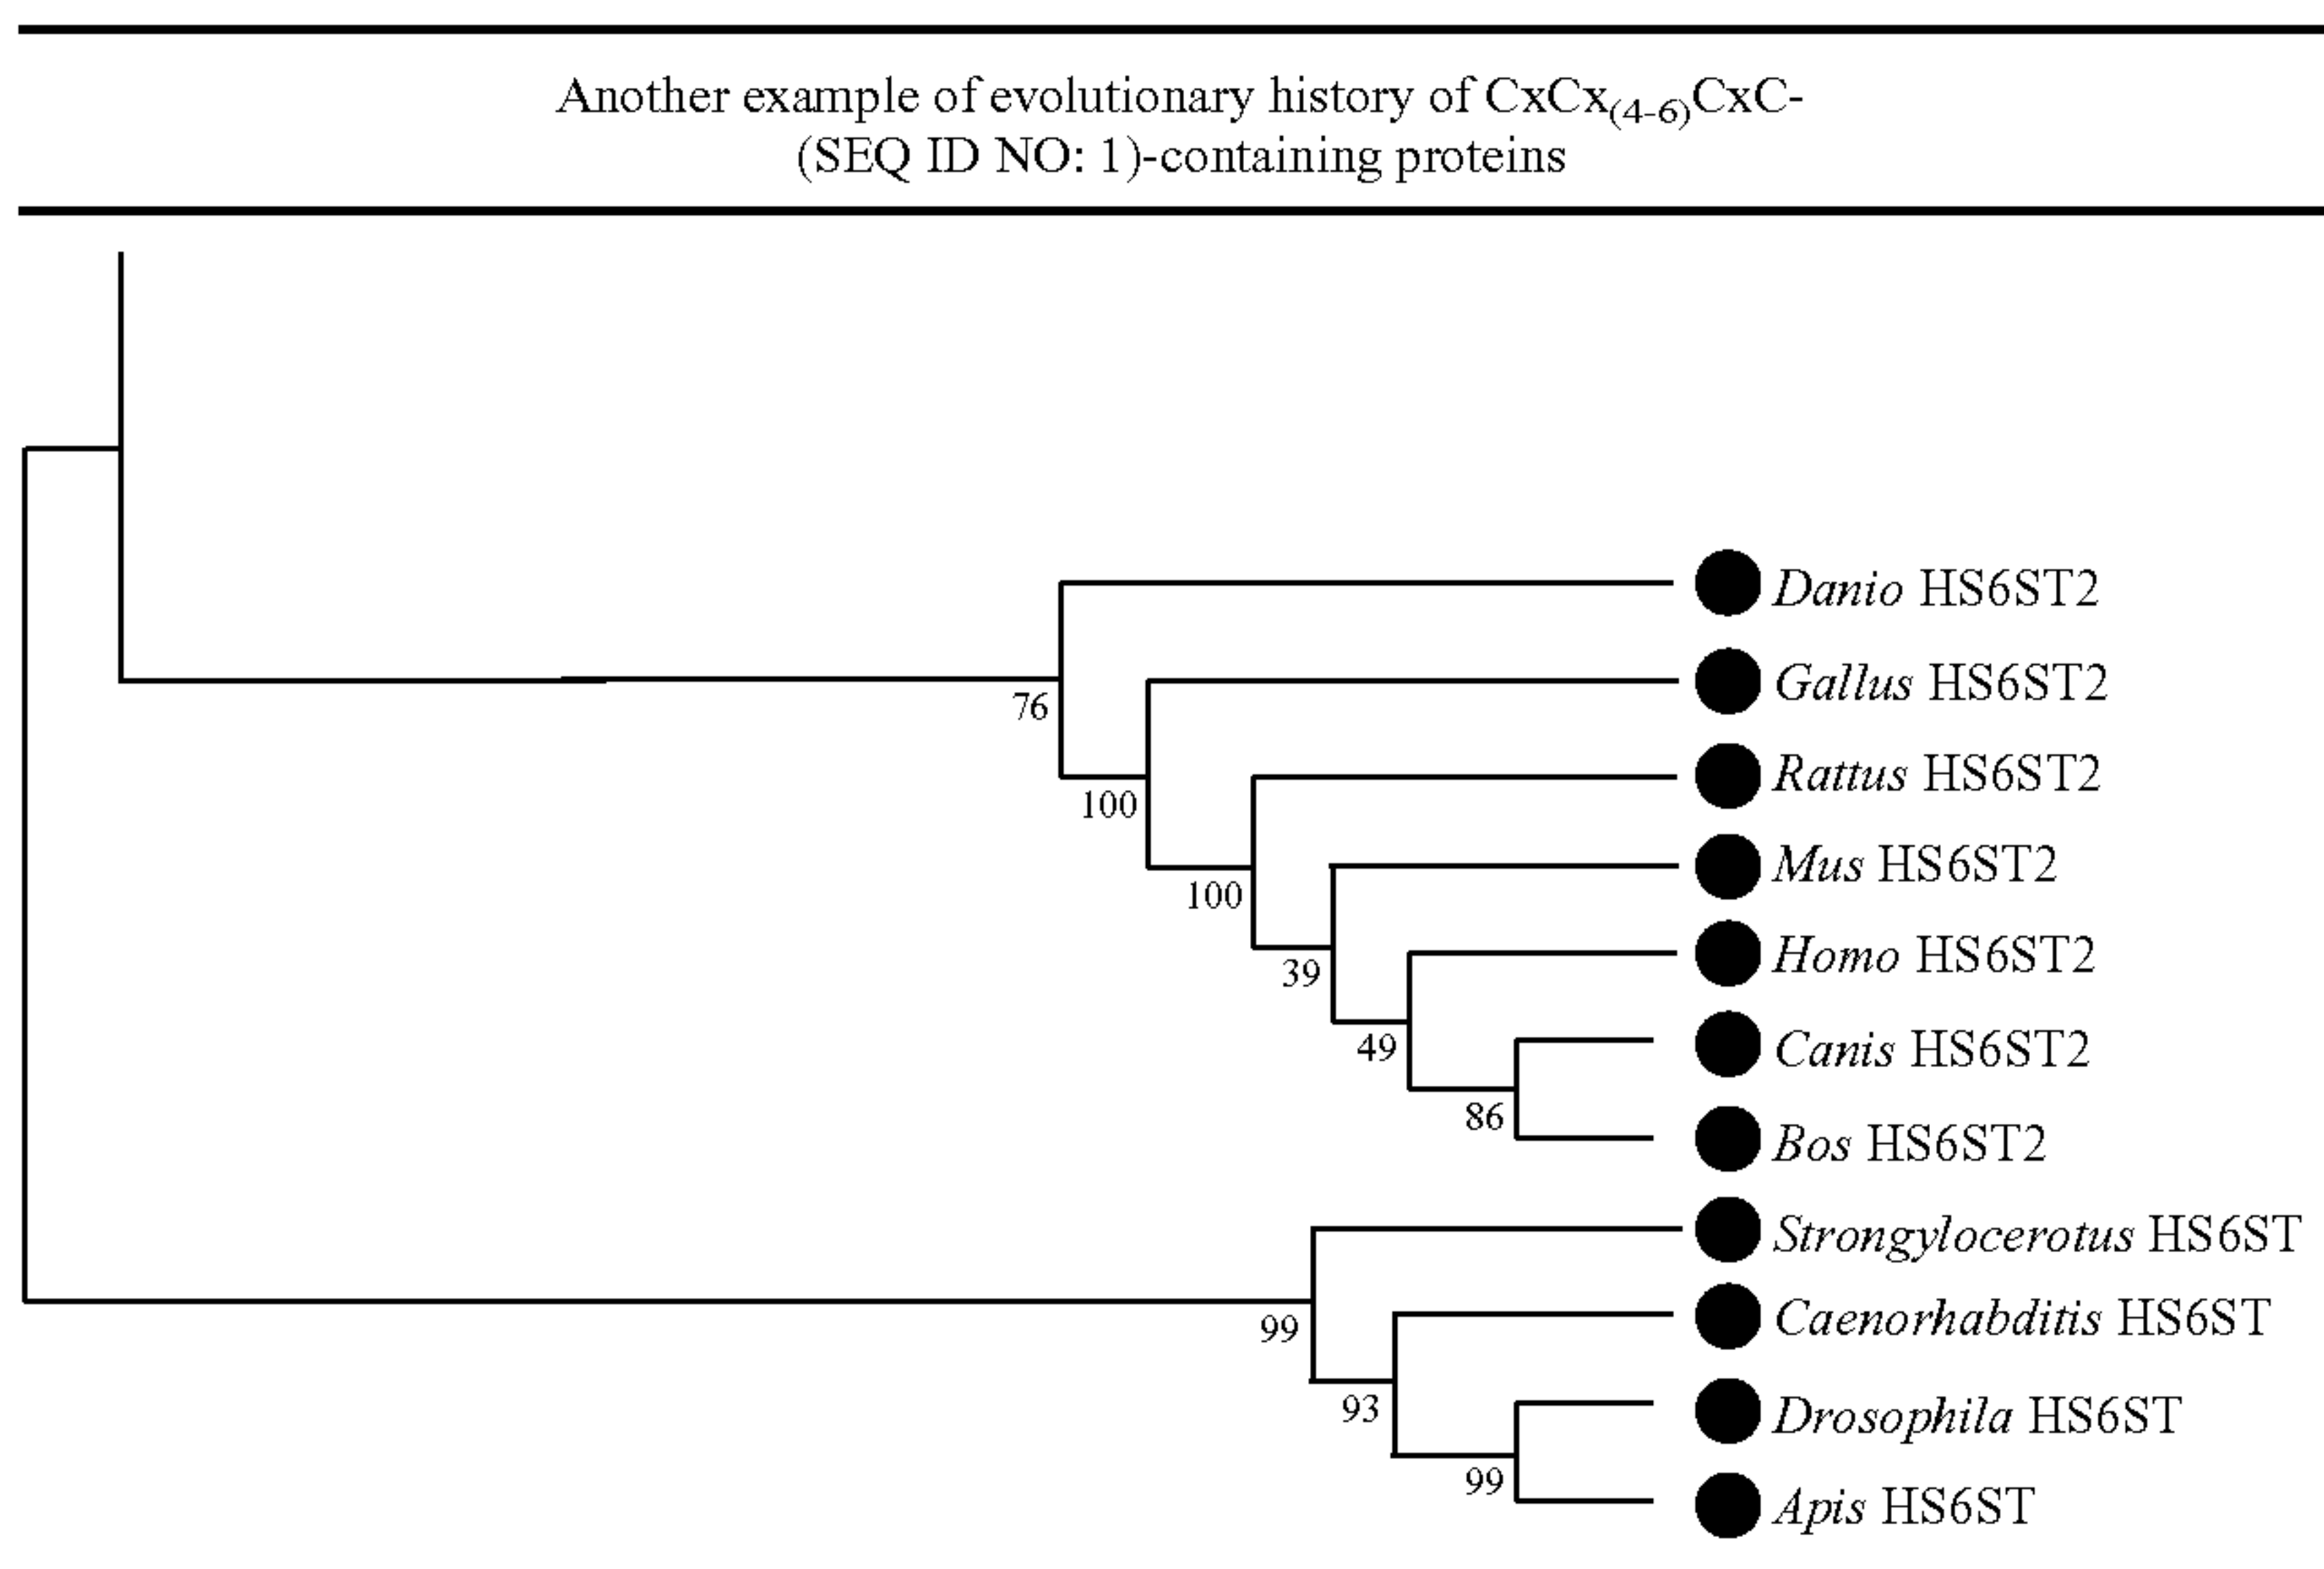 Another example of evolutionary history of CxCx(4-6)CxC-
(SEQ ID NO: 1)-containing proteins
Danio HS6ST2
Gallus HS6ST2
76
Rattus HS6ST2
100
Mus HS6ST2
100
Homo HS6ST2
39
Canis HS6ST2
49
86
Bos HS6ST2
Strongylocerotus HS6ST
Caenorhabditis HS6ST
99
93
Drosophila HS6ST
99
Apis HS6ST